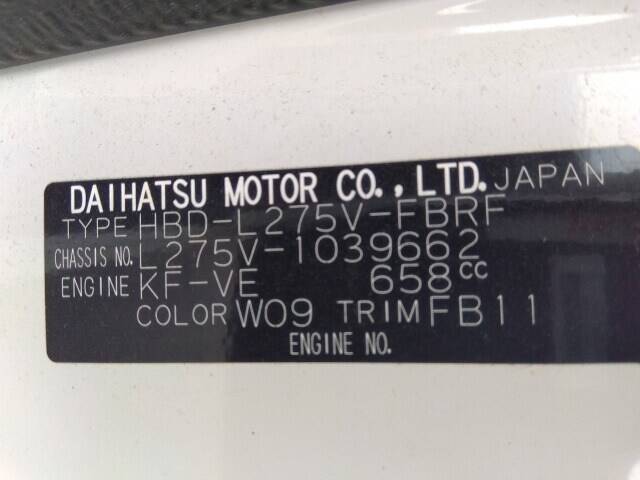 DAIHATSU MOTOR CO., LTD. JAPAN
TYPE HBD-L275V-FBRF
CHASSIS NO. L275V-1039662
ENGINE KF-VE 658cc
COLOR W09 TRIM FB11
ENGINE NO.